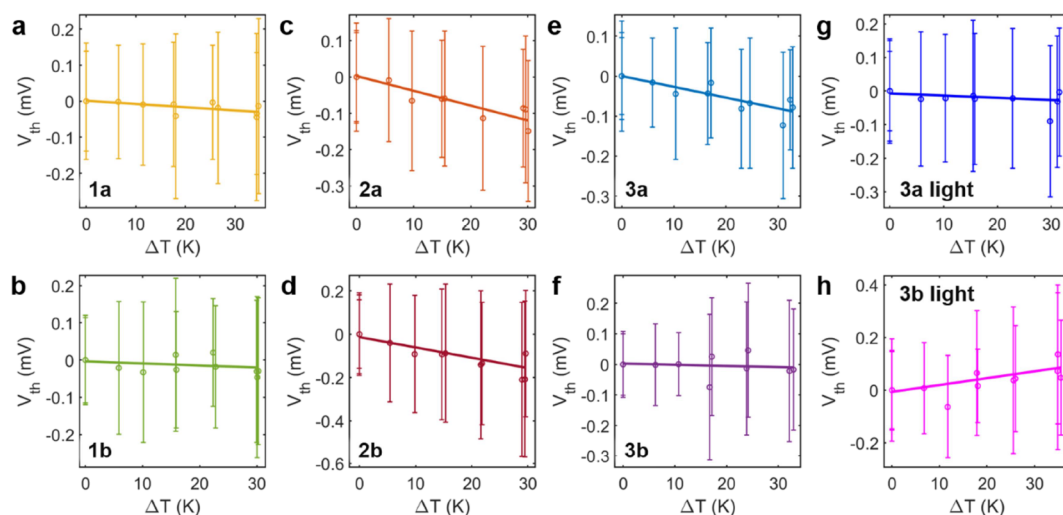 a
0.2
0.1
0
-0.1
-0.2
V_th (mV)
1a
0 10 20 30
ΔT (K)
c
0.1
0
-0.1
-0.2
-0.3
V_th (mV)
2a
0 10 20 30
ΔT (K)
e
0.1
0
-0.1
-0.2
-0.3
V_th (mV)
3a
0 10 20 30
ΔT (K)
g
0.2
0.1
0
-0.1
-0.2
-0.3
V_th (mV)
3a light
0 10 20 30
ΔT (K)
b
0.2
0.1
0
-0.1
-0.2
V_th (mV)
1b
0 10 20 30
ΔT (K)
d
0.2
0
-0.2
-0.4
-0.6
V_th (mV)
2b
0 10 20 30
ΔT (K)
f
0.2
0.1
0
-0.1
-0.2
-0.3
V_th (mV)
3b
0 10 20 30
ΔT (K)
h
0.4
0.2
0
-0.2
V_th (mV)
3b light
0 10 20 30
ΔT (K)